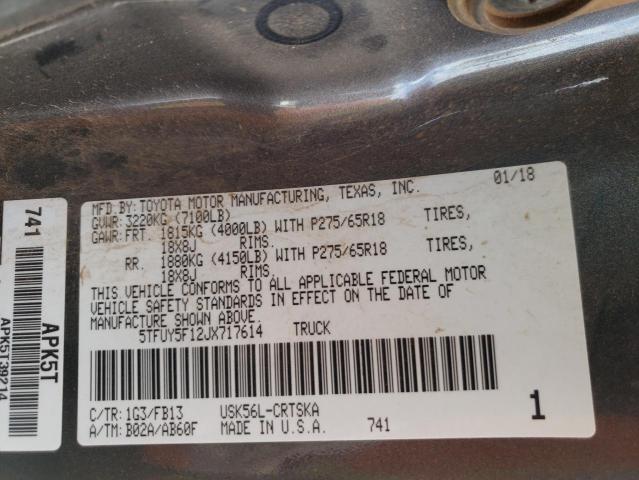 MFD BY: TOYOTA MOTOR MANUFACTURING, TEXAS, INC. 01/18
GVWR: 3220KG (7100LB)
GAWR: FRT. 1815KG (4000LB) WITH P275/65R18 TIRES,
18X8J RIMS.
RR. 1880KG (4150LB) WITH P275/65R18 TIRES,
18X8J RIMS.
THIS VEHICLE CONFORMS TO ALL APPLICABLE FEDERAL MOTOR
VEHICLE SAFETY STANDARDS IN EFFECT ON THE DATE OF
MANUFACTURE SHOWN ABOVE
5TFUY5F12JX717614 TRUCK
C/TR: 1G3/FB13 USK56L-CRTSKA 1
A/TM: B02A/AB60F MADE IN U.S.A. 741
741
APK5T
APK5T39214